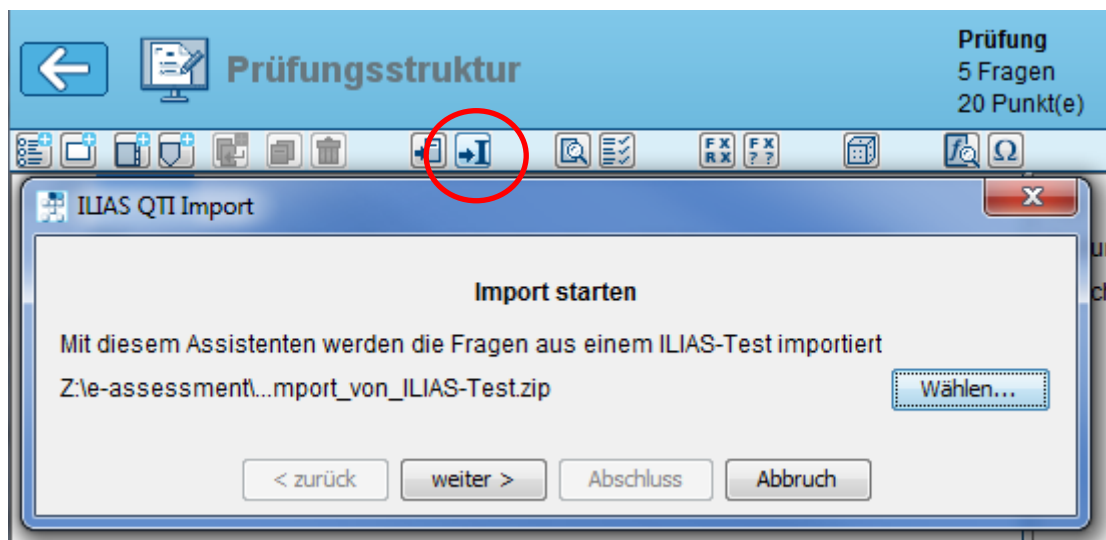 Prüfungsstruktur
Prüfung
5 Fragen
20 Punkt(e)
I
F X
R X
F X
? ?
fx
Ω
ILIAS QTI Import
x
Import starten
Mit diesem Assistenten werden die Fragen aus einem ILIAS-Test importiert
Z:\e-assessment\...mport_von_ILIAS-Test.zip
Wählen...
< zurück
weiter >
Abschluss
Abbruch